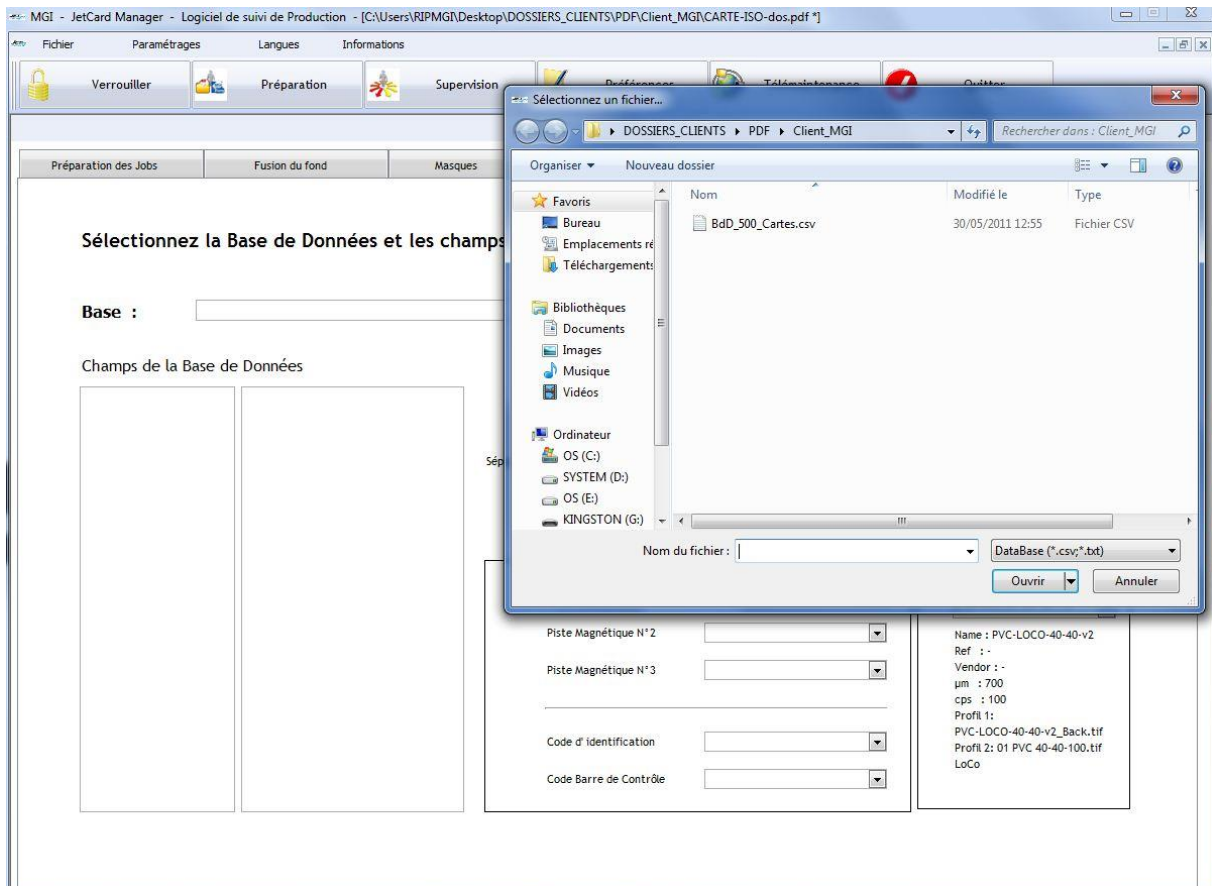 MGI - JetCard Manager - Logiciel de suivi de Production - [C:\Users\RIPMGI\Desktop\DOSSIERS_CLIENTS\PDF\Client_MGI\CARTE-ISO-dos.pdf *]
Fichier Paramétrages Langues Informations
Verrouiller Préparation Supervision Préférences Télémaintenance Quitter
Préparation des Jobs Fusion du fond Masques
Sélectionnez la Base de Données et les champs
Base :
Champs de la Base de Données
Sép
Sélectionnez un fichier...
DOSSIERS_CLIENTS PDF Client_MGI Rechercher dans : Client_MGI
Organiser Nouveau dossier
Nom Modifié le Type
BdD_500_Cartes.csv 30/05/2011 12:55 Fichier CSV
Favoris
Bureau
Emplacements ré
Téléchargements
Bibliothèques
Documents
Images
Musique
Vidéos
Ordinateur
OS (C:)
SYSTEM (D:)
OS (E:)
KINGSTON (G:)
Nom du fichier : DataBase (*.csv;*.txt)
Ouvrir Annuler
Piste Magnétique N°2
Piste Magnétique N°3
Code d' identification
Code Barre de Contrôle
Name : PVC-LOCO-40-40-v2
Ref : -
Vendor : -
µm : 700
cps : 100
Profil 1:
PVC-LOCO-40-40-v2_Back.tif
Profil 2: 01 PVC 40-40-100.tif
LoCo